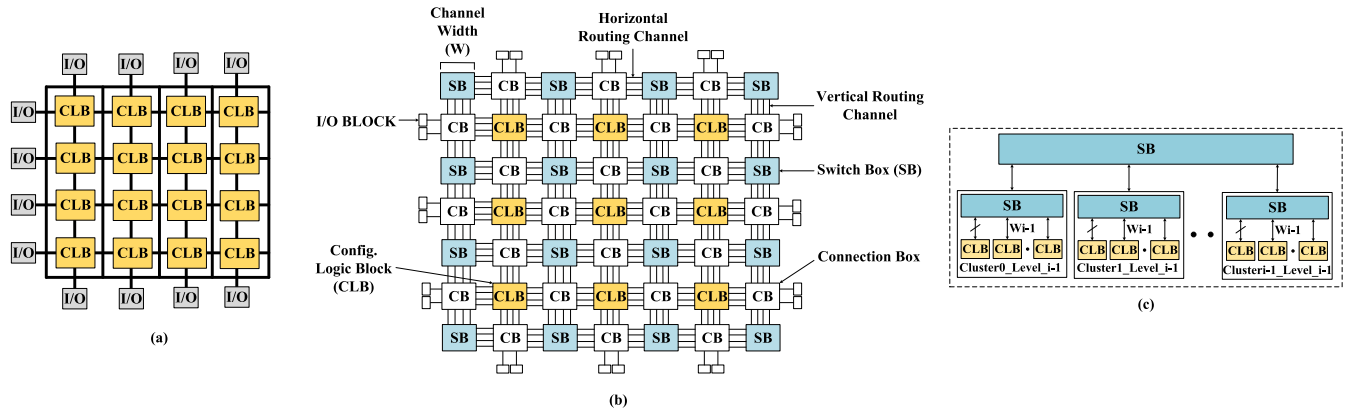 I/O I/O I/O I/O
I/O CLB CLB CLB CLB
I/O CLB CLB CLB CLB
I/O CLB CLB CLB CLB
I/O CLB CLB CLB CLB
I/O I/O I/O I/O
(a)
Channel
Width
(W)
Horizontal
Routing Channel
SB CB SB CB SB CB SB
Vertical Routing
Channel
I/O BLOCK
CB CLB CB CLB CB CLB CB
SB CB SB CB SB CB SB
Switch Box (SB)
CB CLB CB CLB CB CLB CB
SB CB SB CB SB CB SB
Config.
Logic Block
(CLB)
Connection Box
CB CLB CB CLB CB CLB CB
SB CB SB CB SB CB SB
(b)
SB
SB
Wi-1
CLB CLB CLB
Cluster0_Level_i-1
SB
Wi-1
CLB CLB CLB
Cluster1_Level_i-1
SB
Wi-1
CLB CLB CLB
Clusteri-1_Level_i-1
(c)